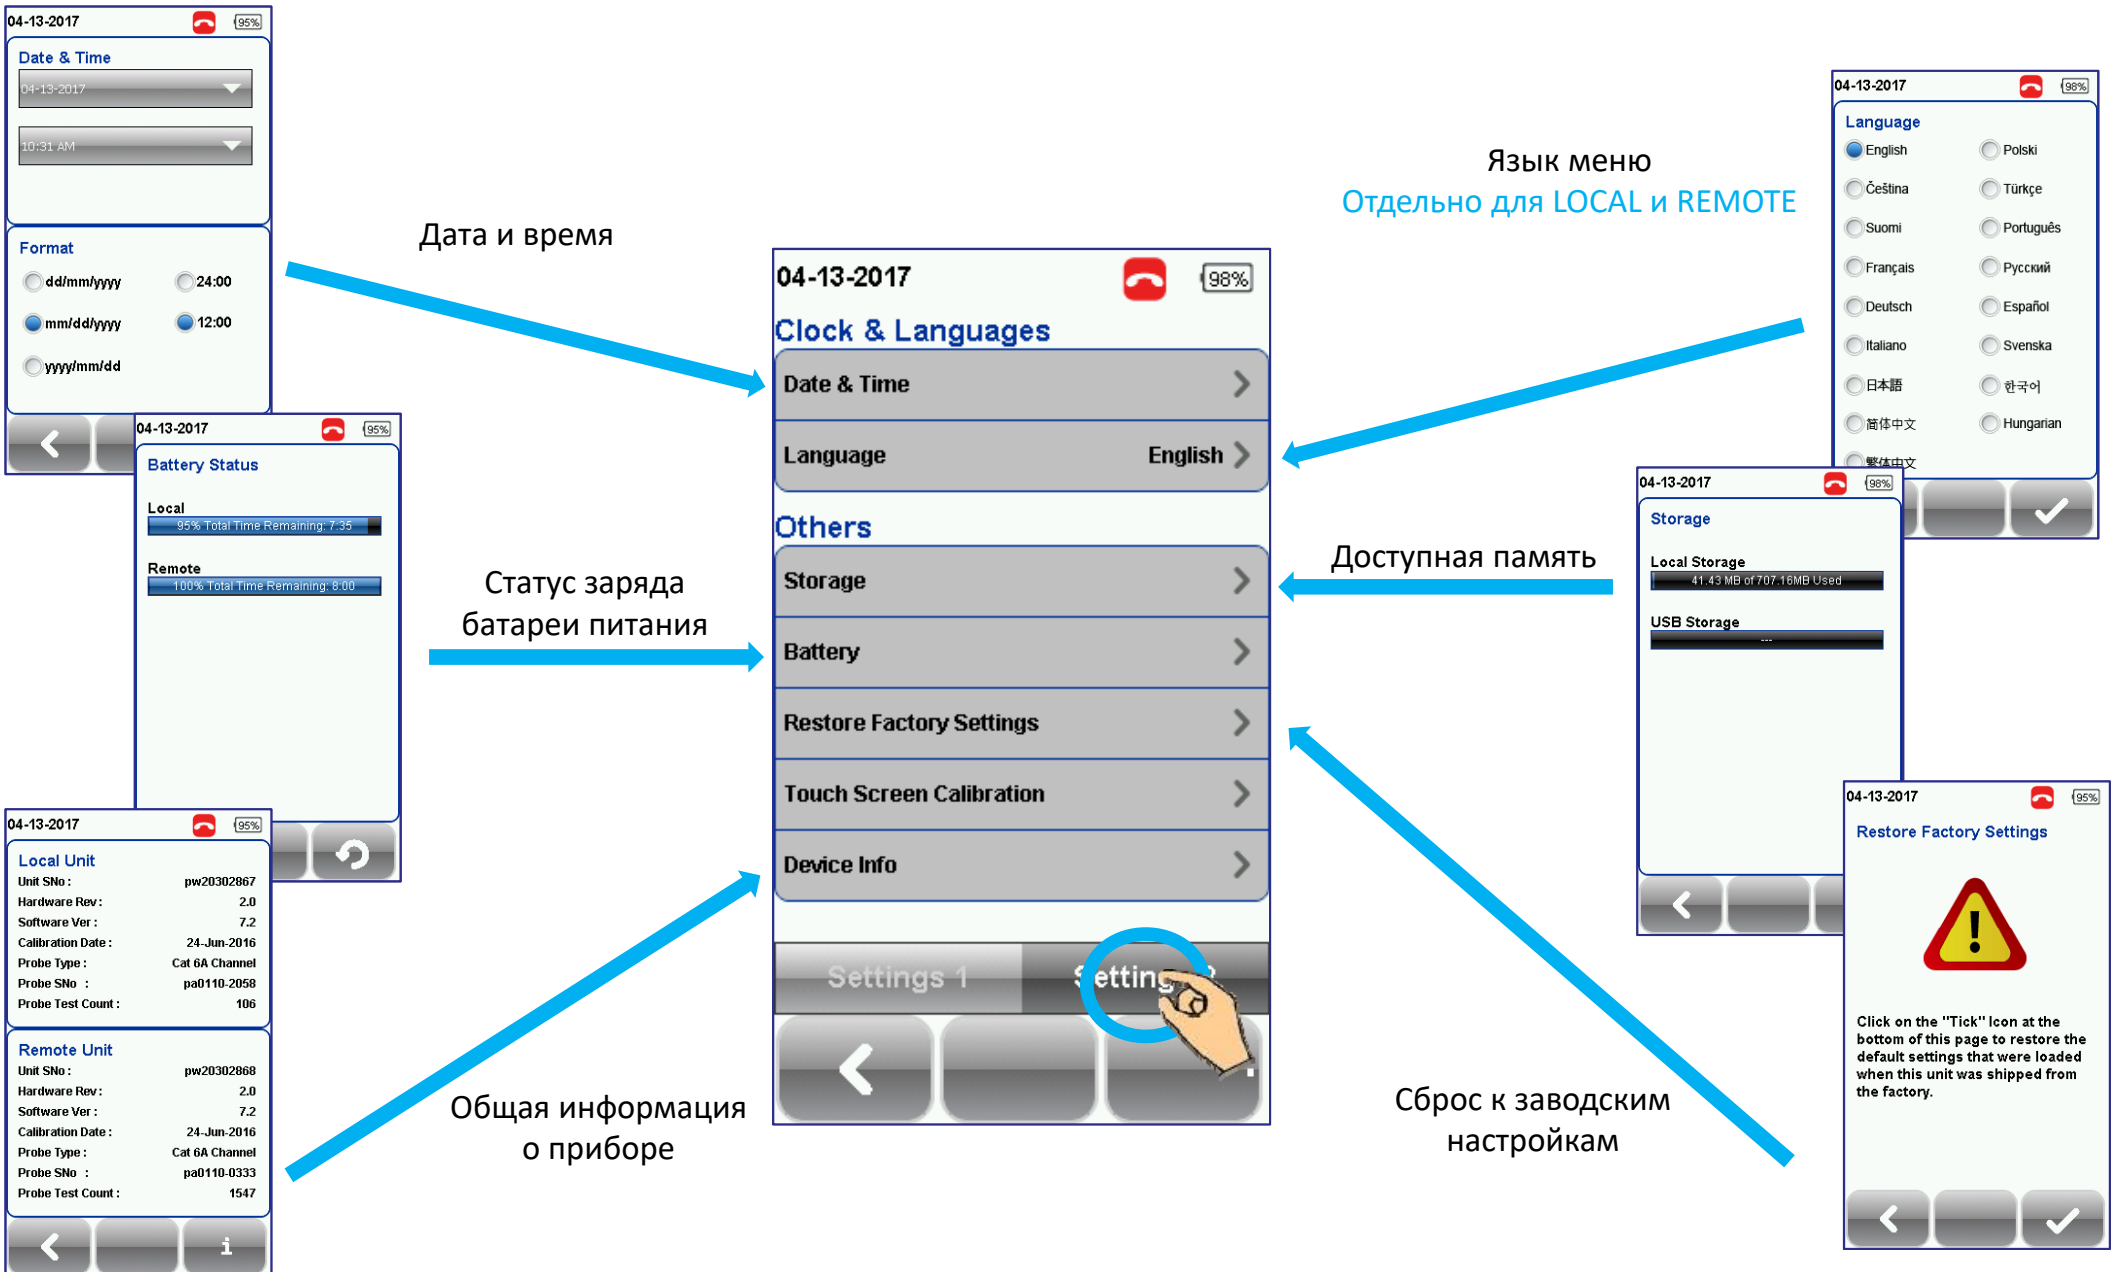 04-13-2017
95%
Date & Time
04-13-2017
10:31 AM
Format
dd/mm/yyyy
24:00
mm/dd/yyyy
12:00
yyyy/mm/dd
04-13-2017
95%
Battery Status
Local
95% Total Time Remaining: 7:35
Remote
100% Total Time Remaining: 8:00
04-13-2017
95%
Local Unit
Unit SNo : pw20302867
Hardware Rev : 2.0
Software Ver : 7.2
Calibration Date : 24-Jun-2016
Probe Type : Cat 6A Channel
Probe SNo : pa0110-2058
Probe Test Count : 106
Remote Unit
Unit SNo : pw20302868
Hardware Rev : 2.0
Software Ver : 7.2
Calibration Date : 24-Jun-2016
Probe Type : Cat 6A Channel
Probe SNo : pa0110-0333
Probe Test Count : 1547
i
Дата и время
Статус заряда
батареи питания
Общая информация
о приборе
04-13-2017
98%
Clock & Languages
Date & Time
Language English
Others
Storage
Battery
Restore Factory Settings
Touch Screen Calibration
Device Info
Settings 1
Язык меню
Отдельно для LOCAL и REMOTE
Доступная память
Сброс к заводским
настройкам
04-13-2017
98%
Language
English
Polski
Čeština
Türkçe
Suomi
Português
Français
Русский
Deutsch
Español
Italiano
Svenska
日本語
한국어
简体中文
Hungarian
繁体中文
04-13-2017
98%
Storage
Local Storage
41.43 MB of 707.16MB Used
USB Storage
---
04-13-2017
95%
Restore Factory Settings
Click on the "Tick" Icon at the
bottom of this page to restore the
default settings that were loaded
when this unit was shipped from
the factory.